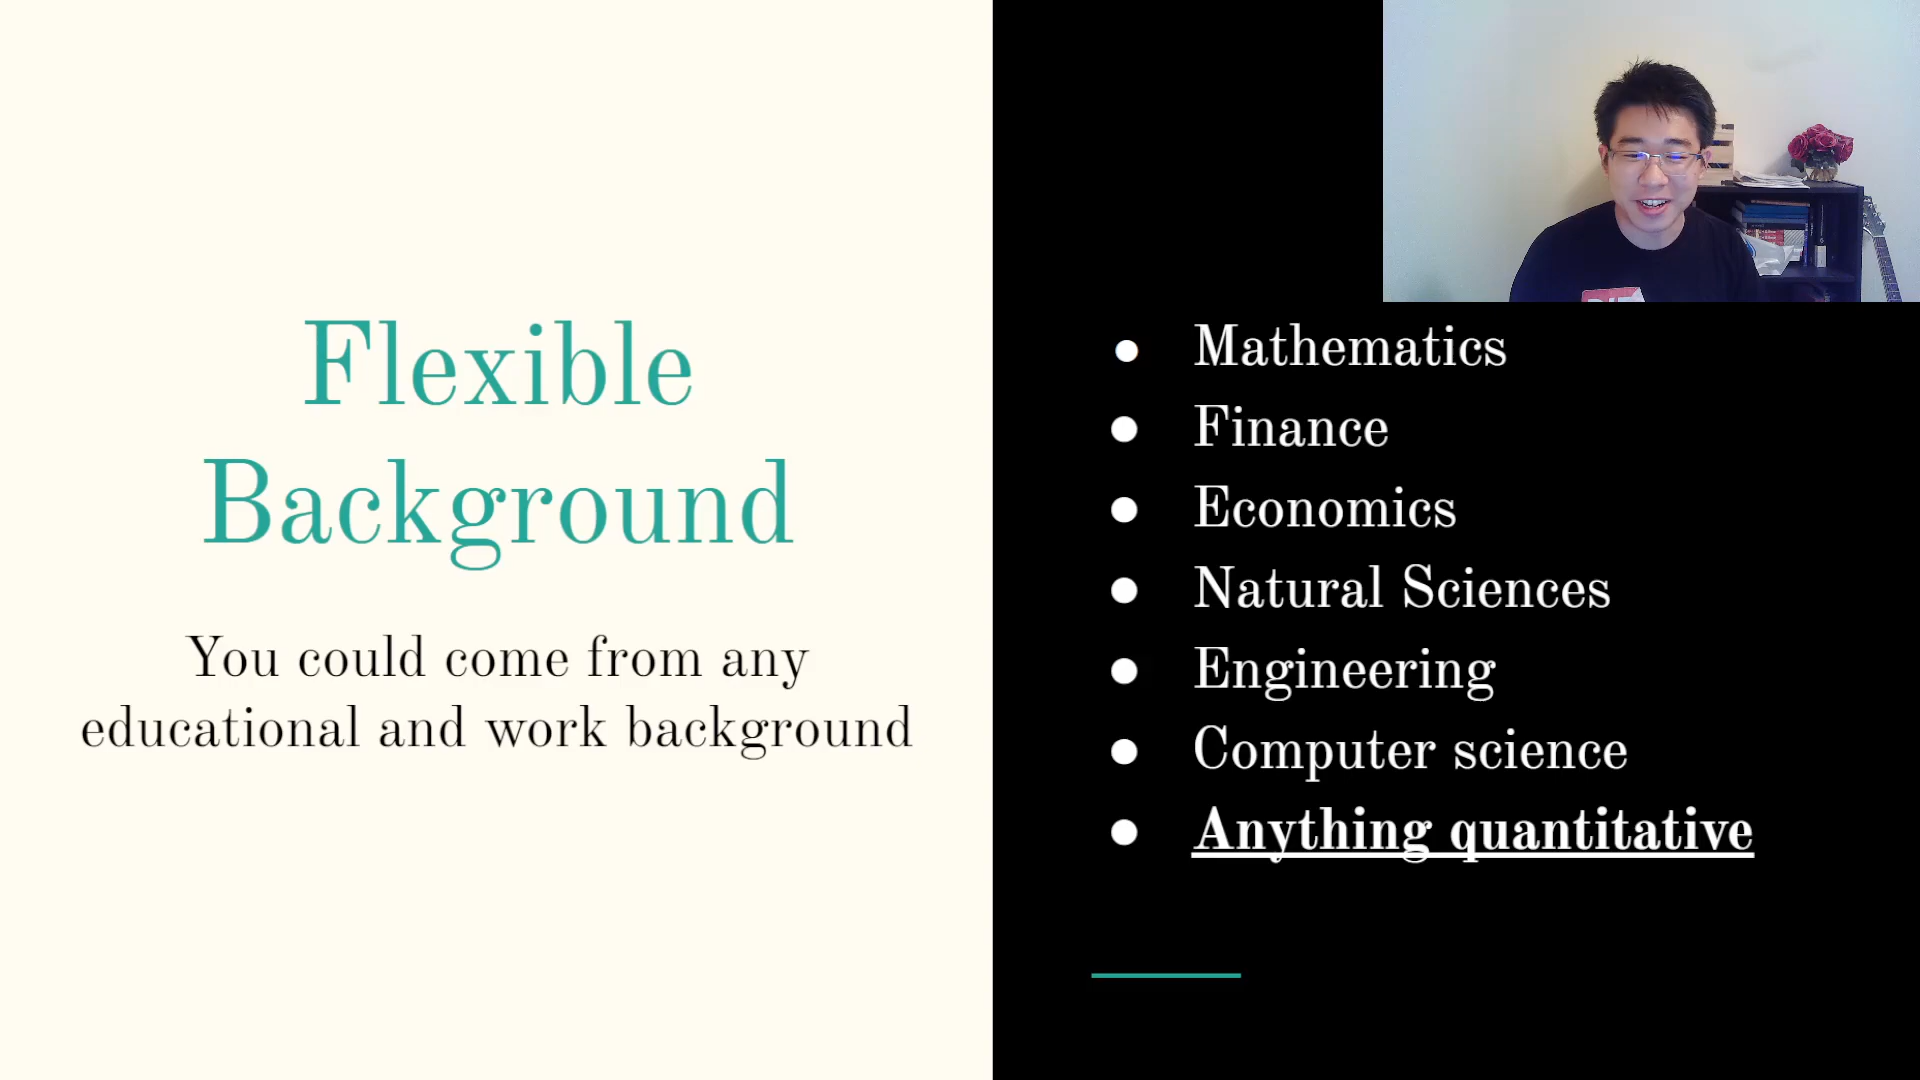 Flexible
Background
You could come from any
educational and work background
● Mathematics
● Finance
● Economics
● Natural Sciences
● Engineering
● Computer science
● Anything quantitative